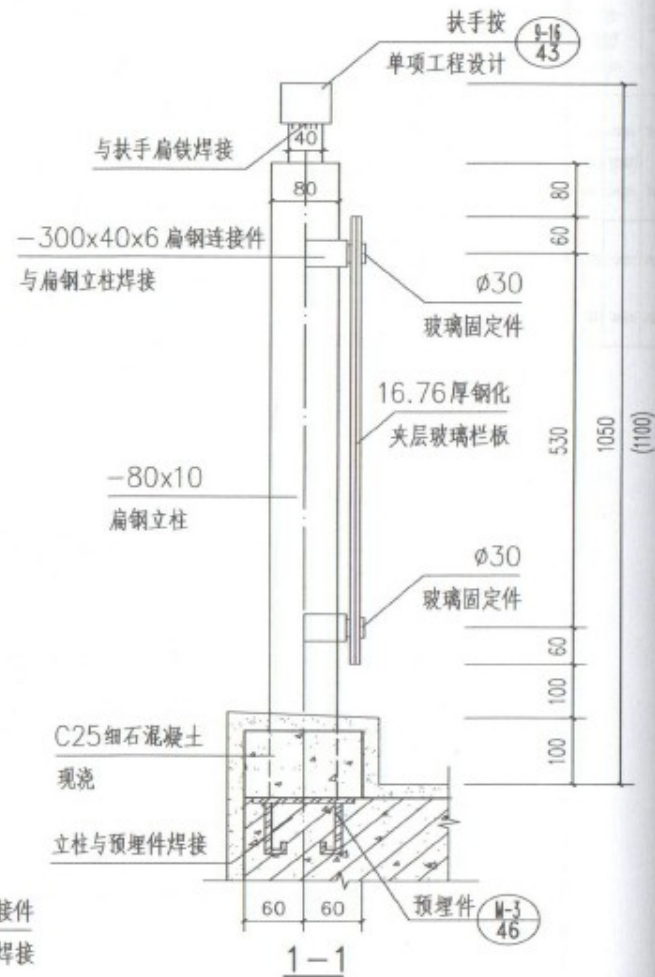 扶手按
单项工程设计
9-16
43
与扶手扁铁焊接
40
80
-300x40x6 扁钢连接件
与扁钢立柱焊接
ø30
玻璃固定件
16.76厚钢化
夹层玻璃栏板
-80x10
扁钢立柱
ø30
玻璃固定件
80
60
530
60
100
100
1050
(1100)
C25细石混凝土
现浇
立柱与预埋件焊接
60
60
预埋件
M-3
46
接件
焊接
1-1